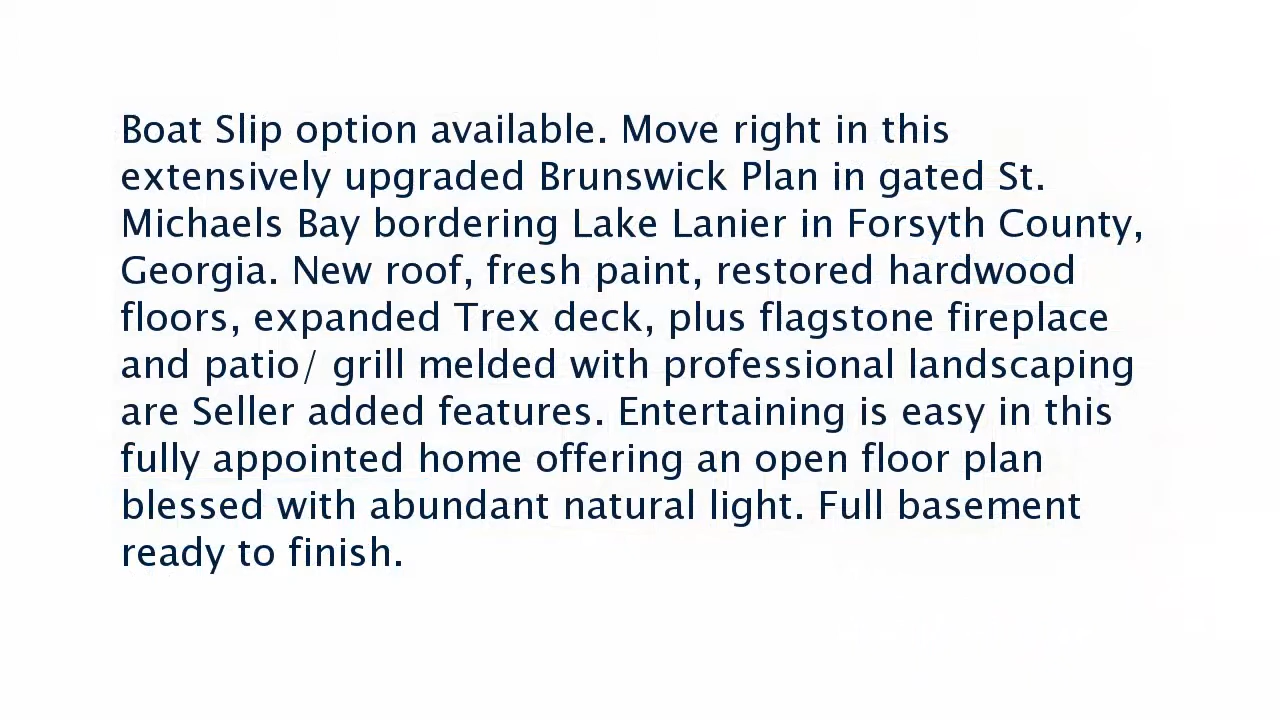 Boat Slip option available. Move right in this
extensively upgraded Brunswick Plan in gated St.
Michaels Bay bordering Lake Lanier in Forsyth County,
Georgia. New roof, fresh paint, restored hardwood
floors, expanded Trex deck, plus flagstone fireplace
and patio/ grill melded with professional landscaping
are Seller added features. Entertaining is easy in this
fully appointed home offering an open floor plan
blessed with abundant natural light. Full basement
ready to finish.